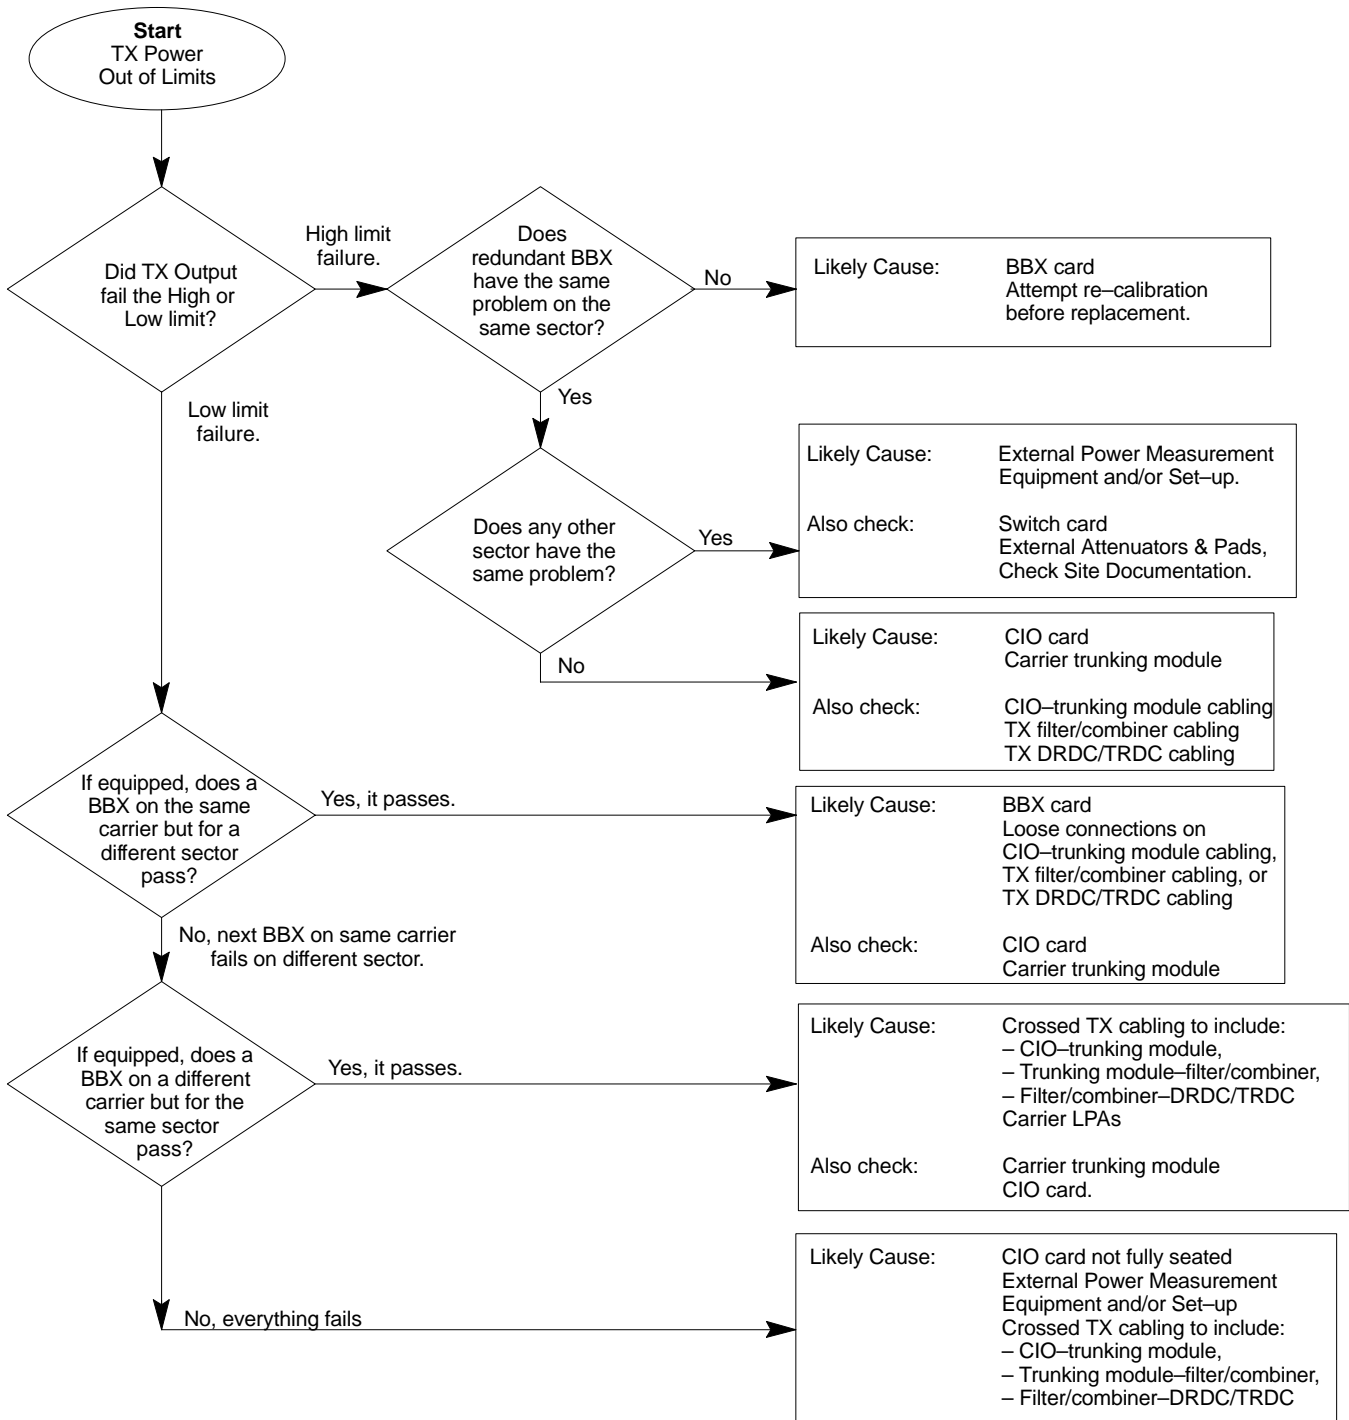 Start
TX Power
Out of Limits
Did TX Output
fail the High or
Low limit?
High limit
failure.
Does
redundant BBX
have the same
problem on the
same sector?
No
Likely Cause: BBX card
Attempt re–calibration
before replacement.
Yes
Low limit
failure.
Does any other
sector have the
same problem?
Yes
Likely Cause: External Power Measurement
Equipment and/or Set–up.
Also check: Switch card
External Attenuators & Pads,
Check Site Documentation.
No
Likely Cause: CIO card
Carrier trunking module
Also check: CIO–trunking module cabling
TX filter/combiner cabling
TX DRDC/TRDC cabling
If equipped, does a
BBX on the same
carrier but for a
different sector
pass?
Yes, it passes.
Likely Cause: BBX card
Loose connections on
CIO–trunking module cabling,
TX filter/combiner cabling, or
TX DRDC/TRDC cabling
Also check: CIO card
Carrier trunking module
No, next BBX on same carrier
fails on different sector.
If equipped, does a
BBX on a different
carrier but for the
same sector
pass?
Yes, it passes.
Likely Cause: Crossed TX cabling to include:
– CIO–trunking module,
– Trunking module–filter/combiner,
– Filter/combiner–DRDC/TRDC
Carrier LPAs
Also check: Carrier trunking module
CIO card.
No, everything fails
Likely Cause: CIO card not fully seated
External Power Measurement
Equipment and/or Set–up
Crossed TX cabling to include:
– CIO–trunking module,
– Trunking module–filter/combiner,
– Filter/combiner–DRDC/TRDC